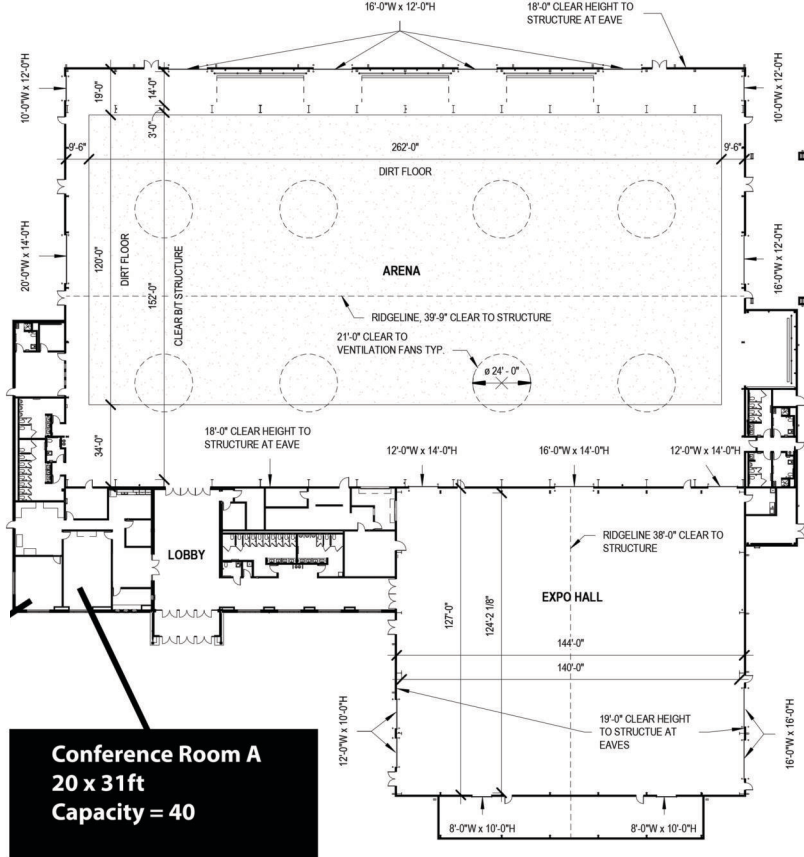 16'-0"W x 12'-0"H
18'-0" CLEAR HEIGHT TO
STRUCTURE AT EAVE
10'-0"W x 12'-0"H
19'-0"
14'-0"
3'-0"
10'-0"W x 12'-0"H
9'-6"
262'-0"
9'-6"
DIRT FLOOR
20'-0"W x 14'-0"H
120'-0"
DIRT FLOOR
152'-0"
CLEAR B/T STRUCTURE
ARENA
16'-0"W x 12'-0"H
RIDGELINE, 39'-9" CLEAR TO STRUCTURE
21'-0" CLEAR TO
VENTILATION FANS TYP.
ø 24' - 0"
34'-0"
18'-0" CLEAR HEIGHT TO
STRUCTURE AT EAVE
12'-0"W x 14'-0"H
16'-0"W x 14'-0"H
12'-0"W x 14'-0"H
LOBBY
RIDGELINE 38'-0" CLEAR TO
STRUCTURE
EXPO HALL
127'-0"
124'-2 1/8"
144'-0"
140'-0"
12'-0"W x 10'-0"H
19'-0" CLEAR HEIGHT
TO STRUCTUE AT
EAVES
16'-0"W x 16'-0"H
8'-0"W x 10'-0"H
8'-0"W x 10'-0"H
Conference Room A
20 x 31ft
Capacity = 40